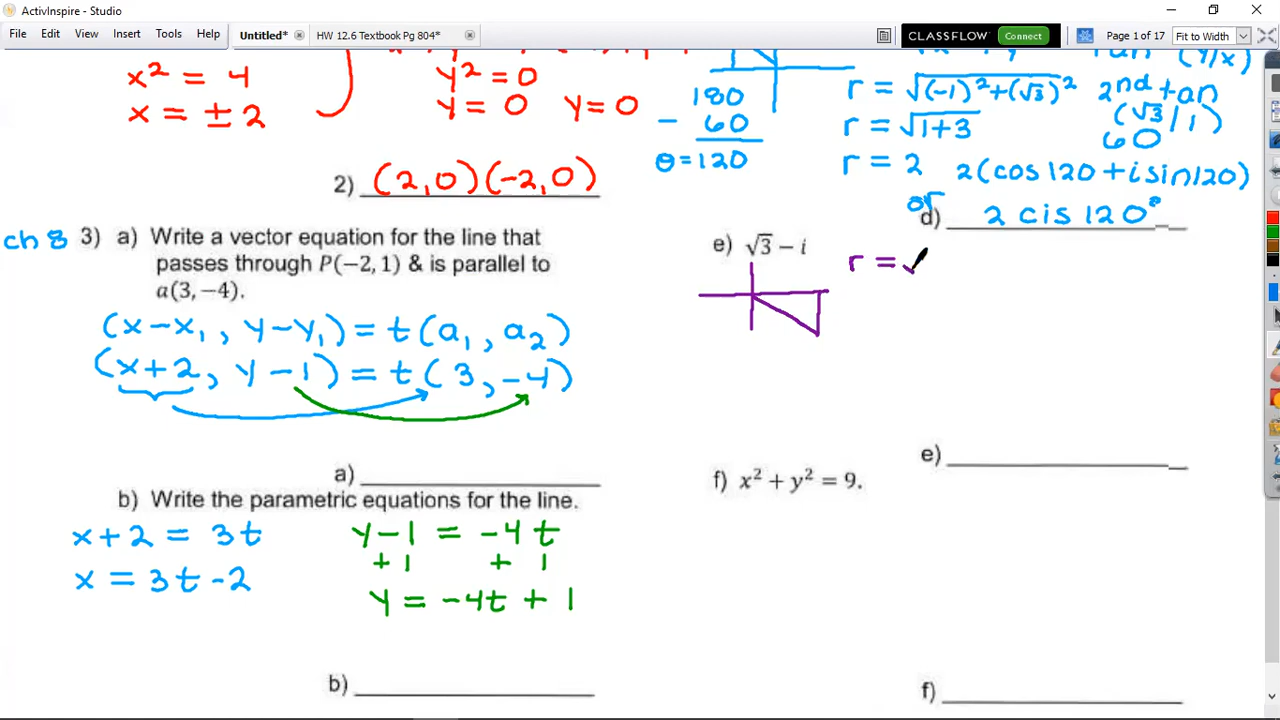 ActivInspire - Studio
File Edit View Insert Tools Help
Untitled* HW 12.6 Textbook Pg 804*
CLASSFLOW Connect
Page 1 of 17
Fit to Width
x² = 4
x = ± 2
y² = 0
y = 0 y = 0
2) (2,0)(-2,0)
ch 8 3) a) Write a vector equation for the line that
passes through P(−2, 1) & is parallel to
a(3, −4).
(x-x₁, y-y₁) = t(a₁, a₂)
(x+2, y-1) = t(3, -4)
a)
b) Write the parametric equations for the line.
x+2 = 3t
x = 3t-2
y-1 = -4t
+1 +1
y = -4t + 1
b)
180
- 60
θ=120
r = √(-1)²+(√3)²
r = √1+3
r = 2
(y/x)
2nd tan
(√3/1)
60
2(cos120+isin120)
or
d) 2 cis 120°
e) √3 − i
r = √
e)
f) x² + y² = 9.
f)